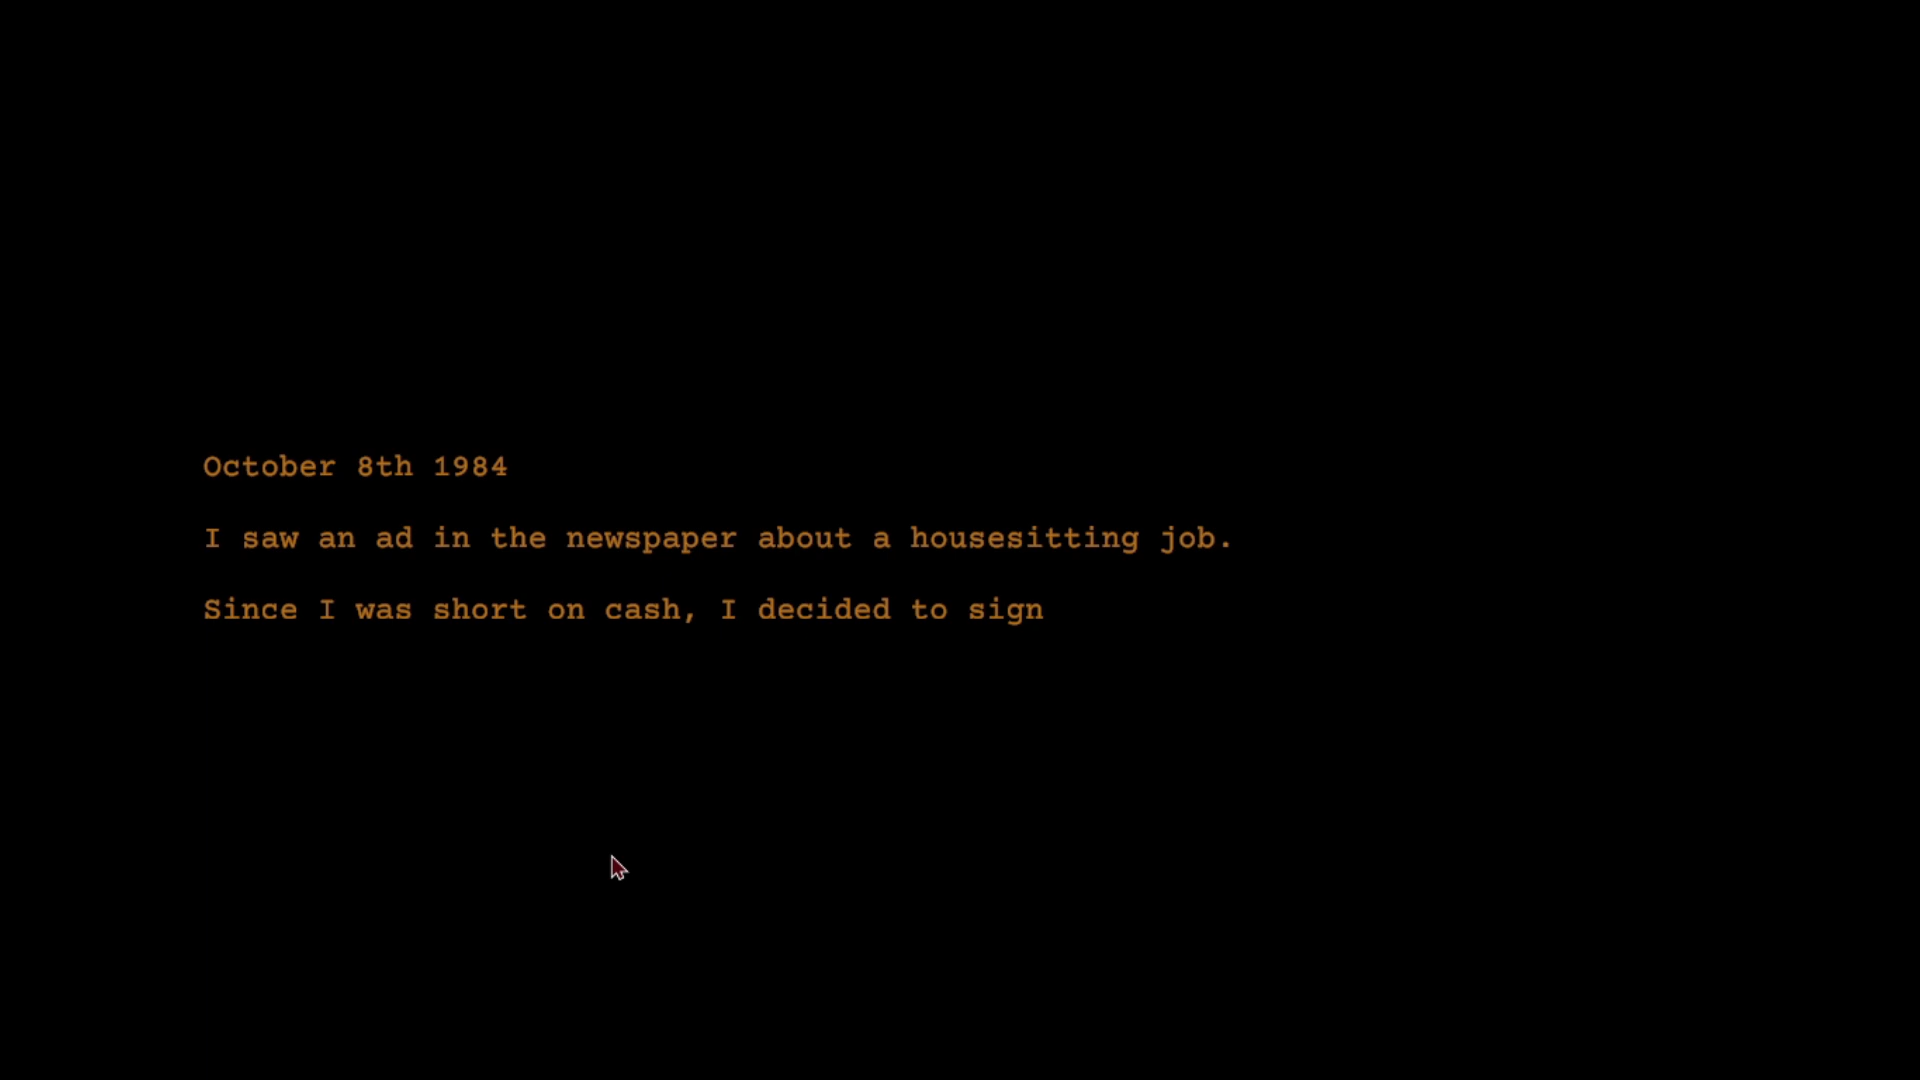 October 8th 1984
I saw an ad in the newspaper about a housesitting job.
Since I was short on cash, I decided to sign